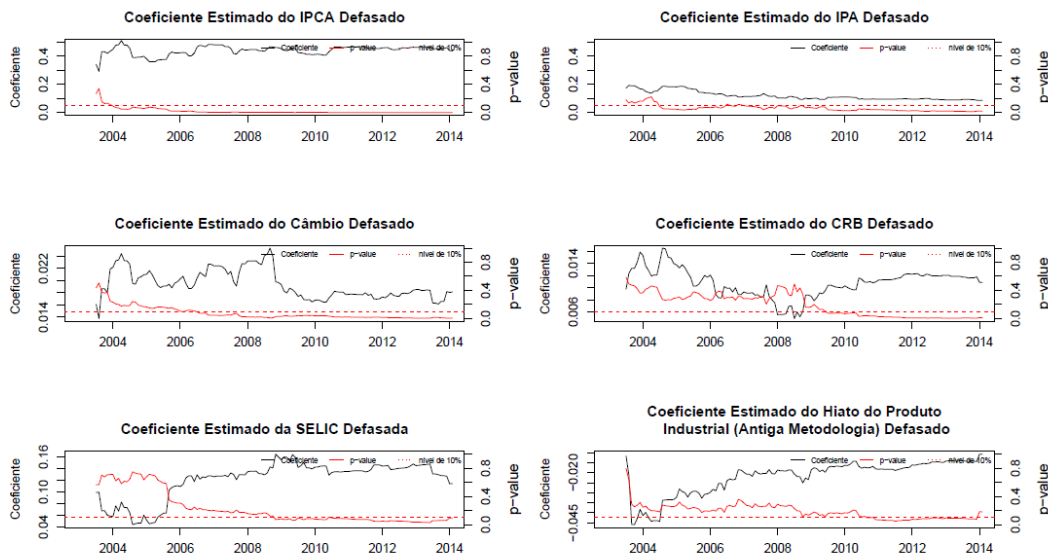 Coeficiente Estimado do IPCA Defasado
Coeficiente
0.0 0.2 0.4
Coeficiente p-value nível de 10%
0.0 0.4 0.8
p-value
2004 2006 2008 2010 2012 2014
Coeficiente Estimado do IPA Defasado
Coeficiente
0.0 0.2 0.4
Coeficiente p-value nível de 10%
0.0 0.4 0.8
p-value
2004 2006 2008 2010 2012 2014
Coeficiente Estimado do Câmbio Defasado
Coeficiente
0.014 0.022
Coeficiente p-value nível de 10%
0.0 0.4 0.8
p-value
2004 2006 2008 2010 2012 2014
Coeficiente Estimado do CRB Defasado
Coeficiente
0.006 0.014
Coeficiente p-value nível de 10%
0.0 0.4 0.8
p-value
2004 2006 2008 2010 2012 2014
Coeficiente Estimado da SELIC Defasada
Coeficiente
0.04 0.10 0.16
Coeficiente p-value nível de 10%
0.0 0.4 0.8
p-value
2004 2006 2008 2010 2012 2014
Coeficiente Estimado do Hiato do Produto
Industrial (Antiga Metodologia) Defasado
Coeficiente
−0.045 −0.020
Coeficiente p-value nível de 10%
0.0 0.4 0.8
p-value
2004 2006 2008 2010 2012 2014